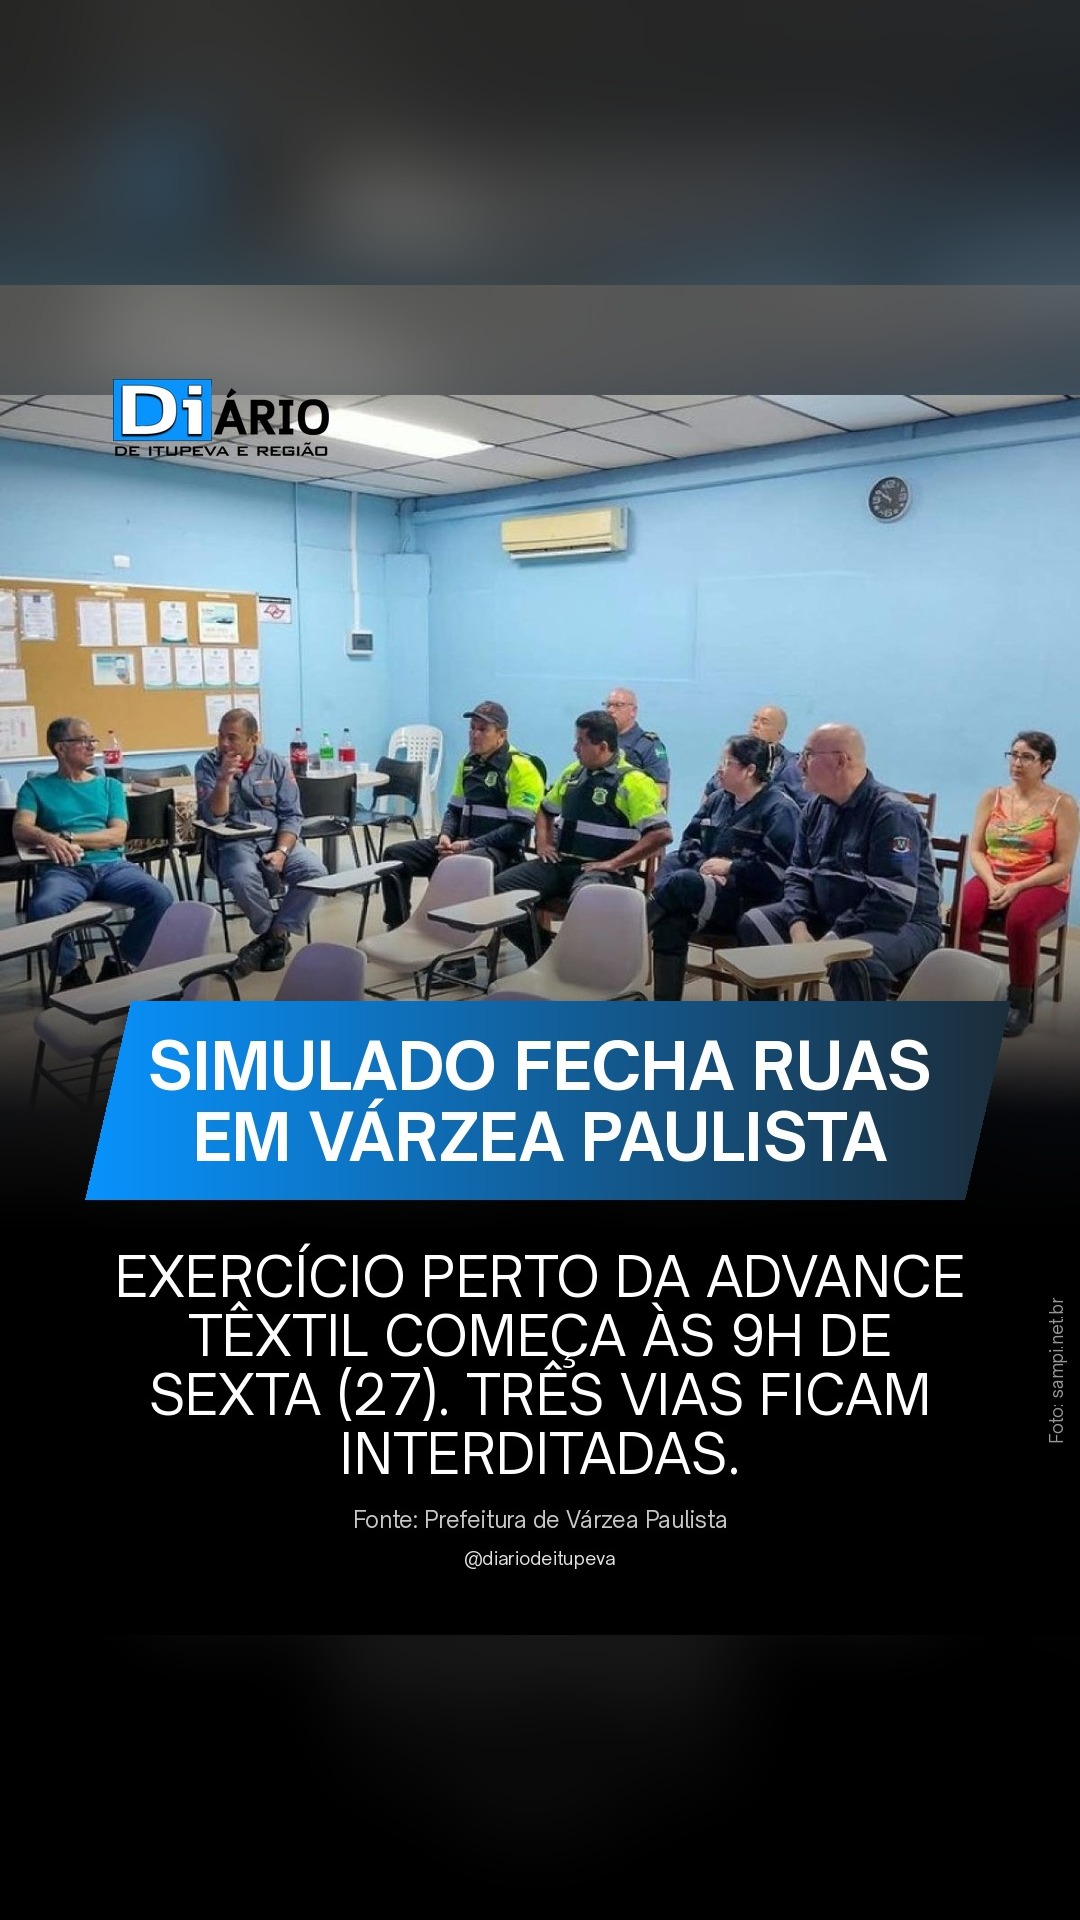 DiÁRIO
DE ITUPEVA E REGIÃO
SIMULADO FECHA RUAS
EM VÁRZEA PAULISTA
EXERCÍCIO PERTO DA ADVANCE
TÊXTIL COMEÇA ÀS 9H DE
SEXTA (27). TRÊS VIAS FICAM
INTERDITADAS.
Foto: sampi.net.br
Fonte: Prefeitura de Várzea Paulista
@diariodeitupeva